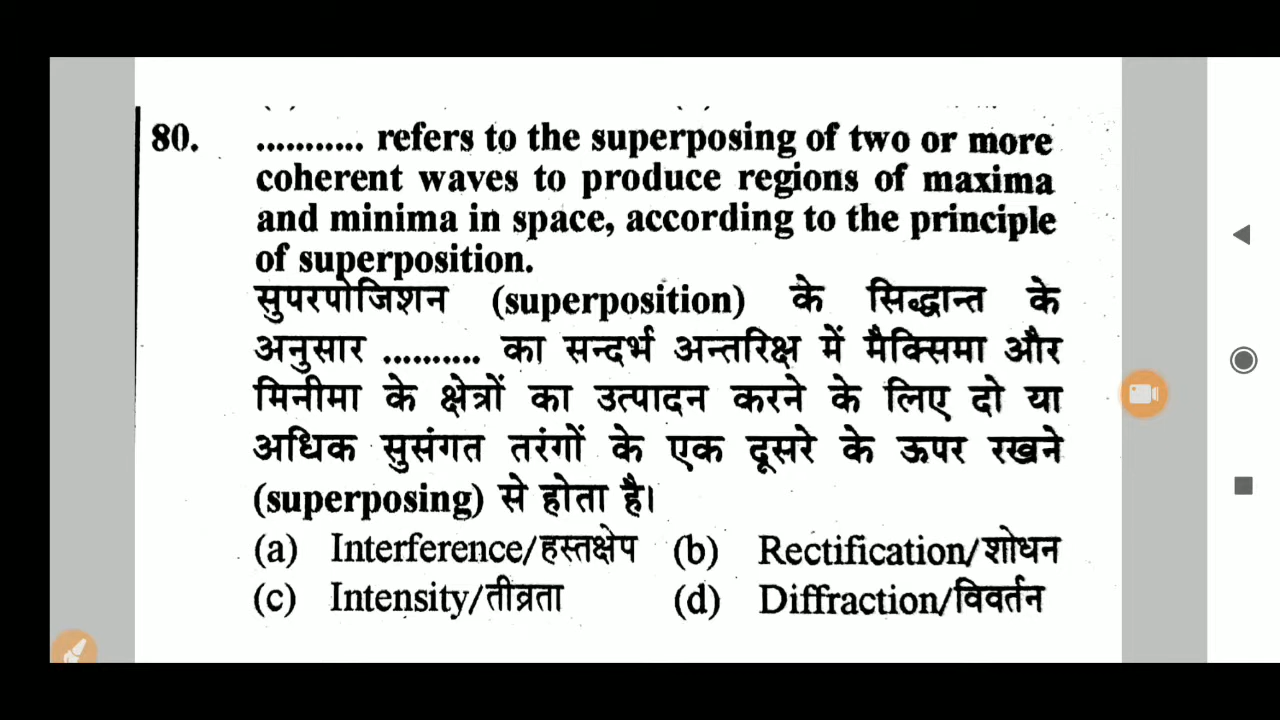 80. ........... refers to the superposing of two or more
coherent waves to produce regions of maxima
and minima in space, according to the principle
of superposition.
सुपरपोजिशन (superposition) के सिद्धान्त के
अनुसार .......... का सन्दर्भ अन्तरिक्ष में मैक्सिमा और
मिनीमा के क्षेत्रों का उत्पादन करने के लिए दो या
अधिक सुसंगत तरंगों के एक दूसरे के ऊपर रखने
(superposing) से होता है।
(a) Interference/हस्तक्षेप (b) Rectification/शोधन
(c) Intensity/तीव्रता (d) Diffraction/विवर्तन